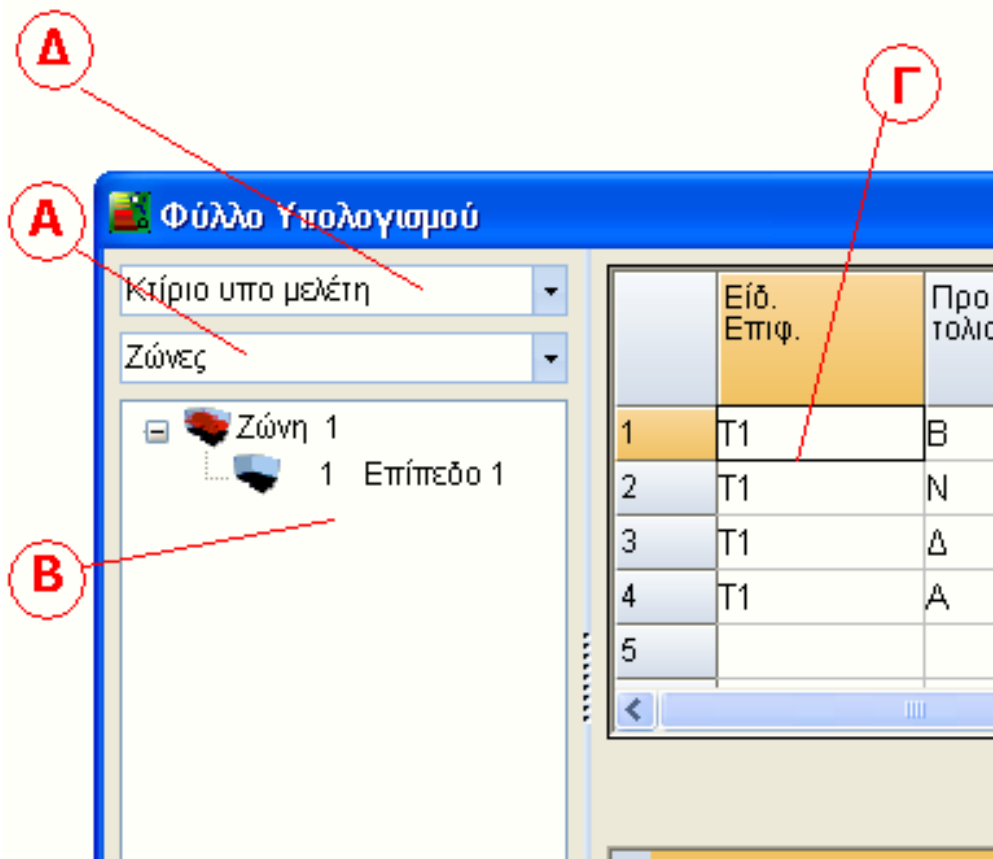 Δ
Γ
Α
Φύλλο Υπολογισμού
Κτίριο υπο μελέτη
Ζώνες
Ζώνη 1
1 Επίπεδο 1
Β
Είδ. Προ
Επιφ. τολισ
1 Τ1 Β
2 Τ1 Ν
3 Τ1 Δ
4 Τ1 Α
5